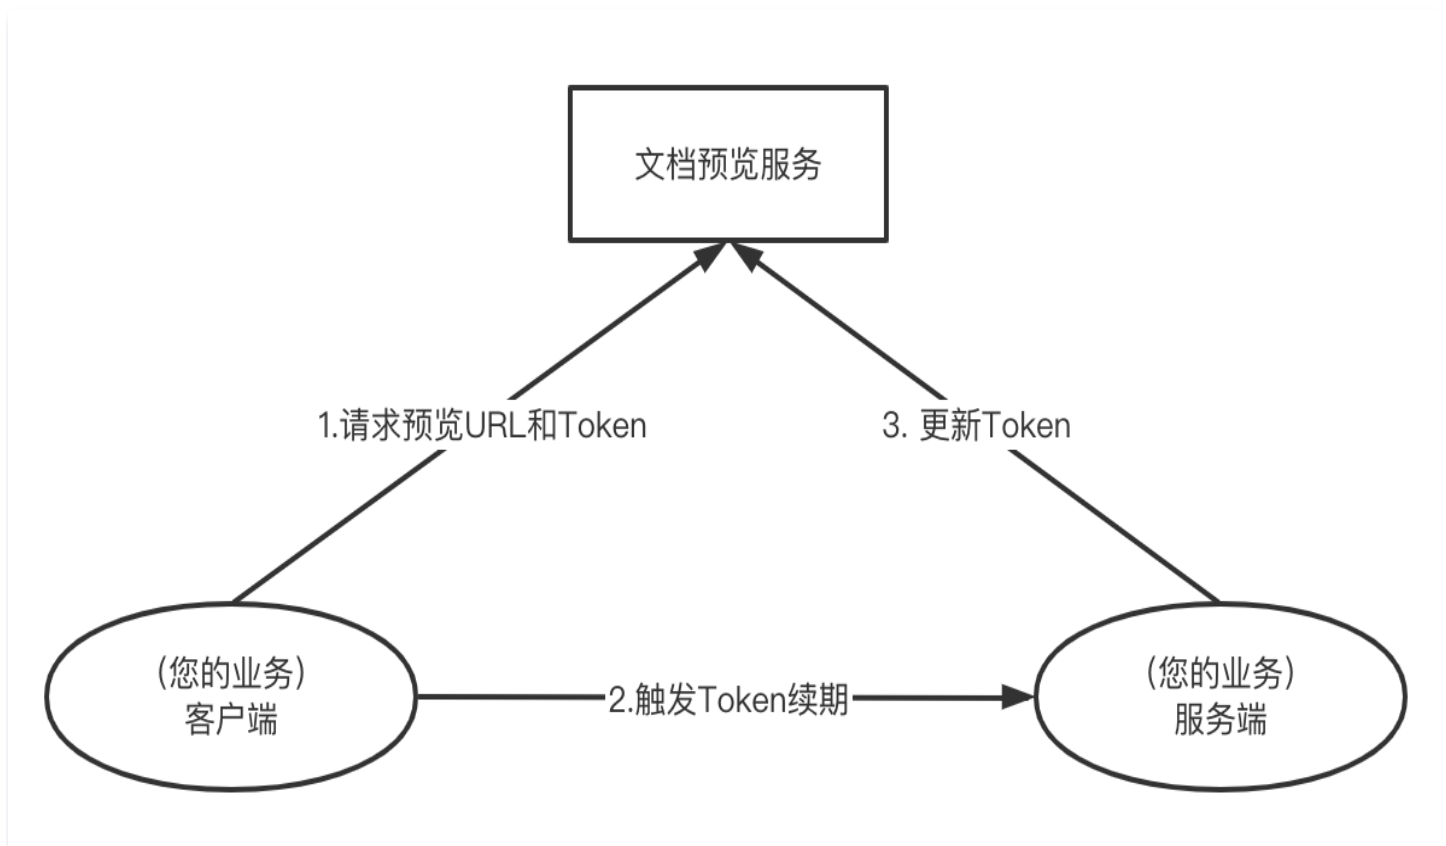 文档预览服务
1.请求预览URL和Token
3. 更新Token
(您的业务)
客户端
2.触发Token续期
(您的业务)
服务端